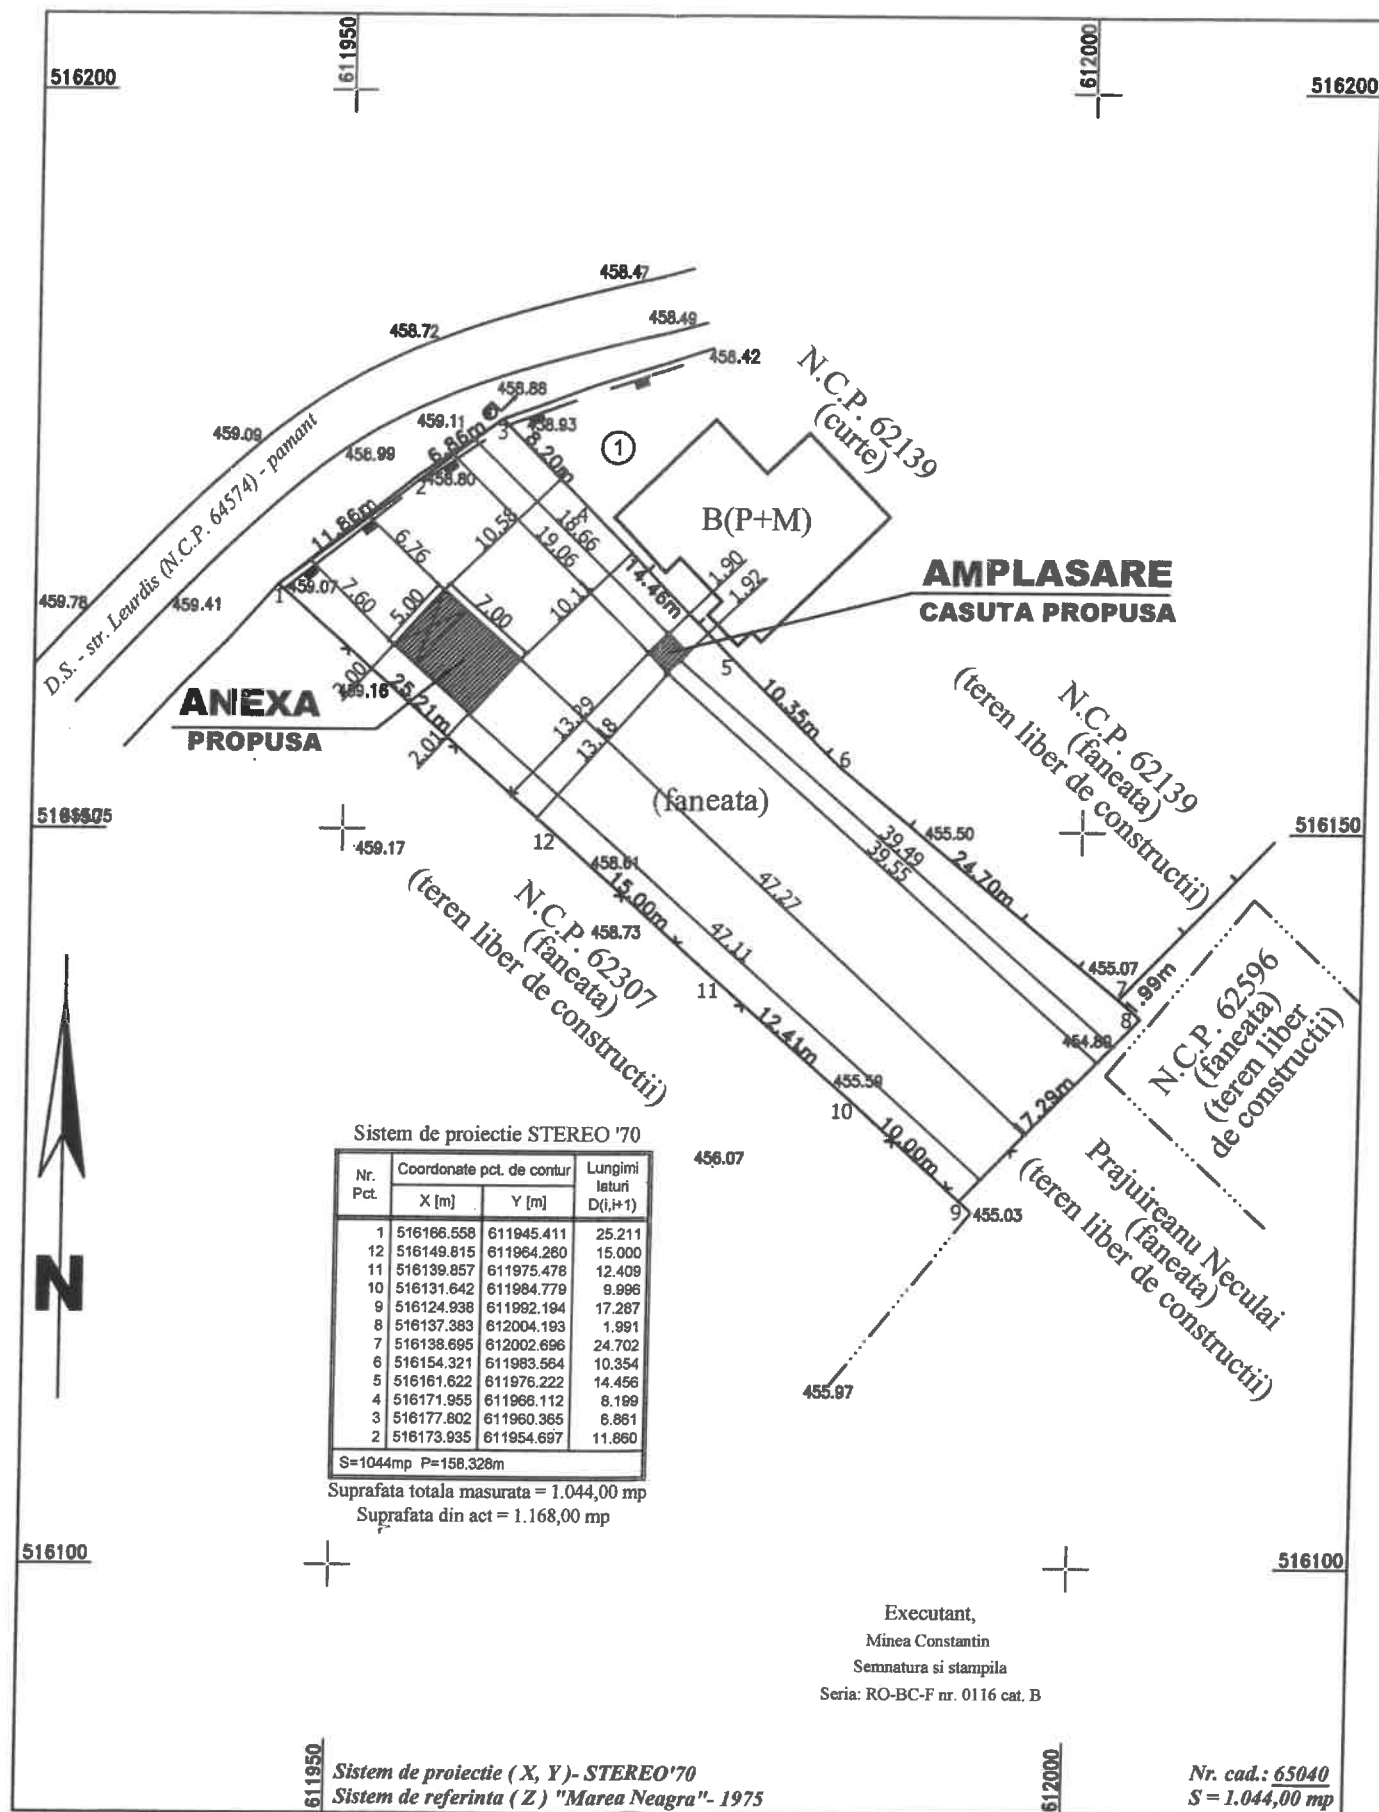 611950
612000
516200
516200
458.47
458.72
458.49
458.42
458.88
459.11
458.93
459.09
458.99
458.80
6.86m
3
8.20m
1
N.C.P. 62139
(curte)
D.S. - str. Leurdis (N.C.P. 64574) - pamant
11.86m
2
4
B(P+M)
10.58
18.66
19.06
6.76
459.07
1
7.60
5.00
7.00
10.11
14.46m
1.90
1.92
459.78
459.41
AMPLASARE
CASUTA PROPUSA
2.00
459.16
25.21m
5
10.35m
ANEXA
PROPUSA
2.01
13.29
13.18
6
N.C.P. 62139
(faneata)
(teren liber de constructii)
(faneata)
516150
459.17
12
455.50
39.49
39.55
24.70m
458.61
15.00m
47.27
47.11
N.C.P. 62307
(faneata)
(teren liber de constructii)
458.73
11
12.41m
455.07
7
1.99m
8
454.89
N.C.P. 62596
(faneata)
(teren liber
de constructii)
455.59
10
10.00m
17.29m
456.07
9
455.03
Prajuireanu Neculai
(faneata)
(teren liber de constructii)
455.97
N
Sistem de proiectie STEREO '70
Nr. Pct. Coordonate pct. de contur Lungimi laturi D(i,i+1)
X [m] Y [m]
1 516166.558 611945.411 25.211
12 516149.815 611964.260 15.000
11 516139.857 611975.478 12.409
10 516131.642 611984.779 9.996
9 516124.938 611992.194 17.287
8 516137.383 612004.193 1.991
7 516138.695 612002.696 24.702
6 516154.321 611983.564 10.354
5 516161.622 611976.222 14.456
4 516171.955 611966.112 8.199
3 516177.802 611960.365 6.861
2 516173.935 611954.697 11.860
S=1044mp P=158.328m
Suprafata totala masurata = 1.044,00 mp
Suprafata din act = 1.168,00 mp
516100
516100
Executant,
Minea Constantin
Semnatura si stampila
Seria: RO-BC-F nr. 0116 cat. B
611950
612000
Sistem de proiectie ( X, Y )- STEREO'70
Sistem de referinta ( Z ) "Marea Neagra"- 1975
Nr. cad.: 65040
S = 1.044,00 mp